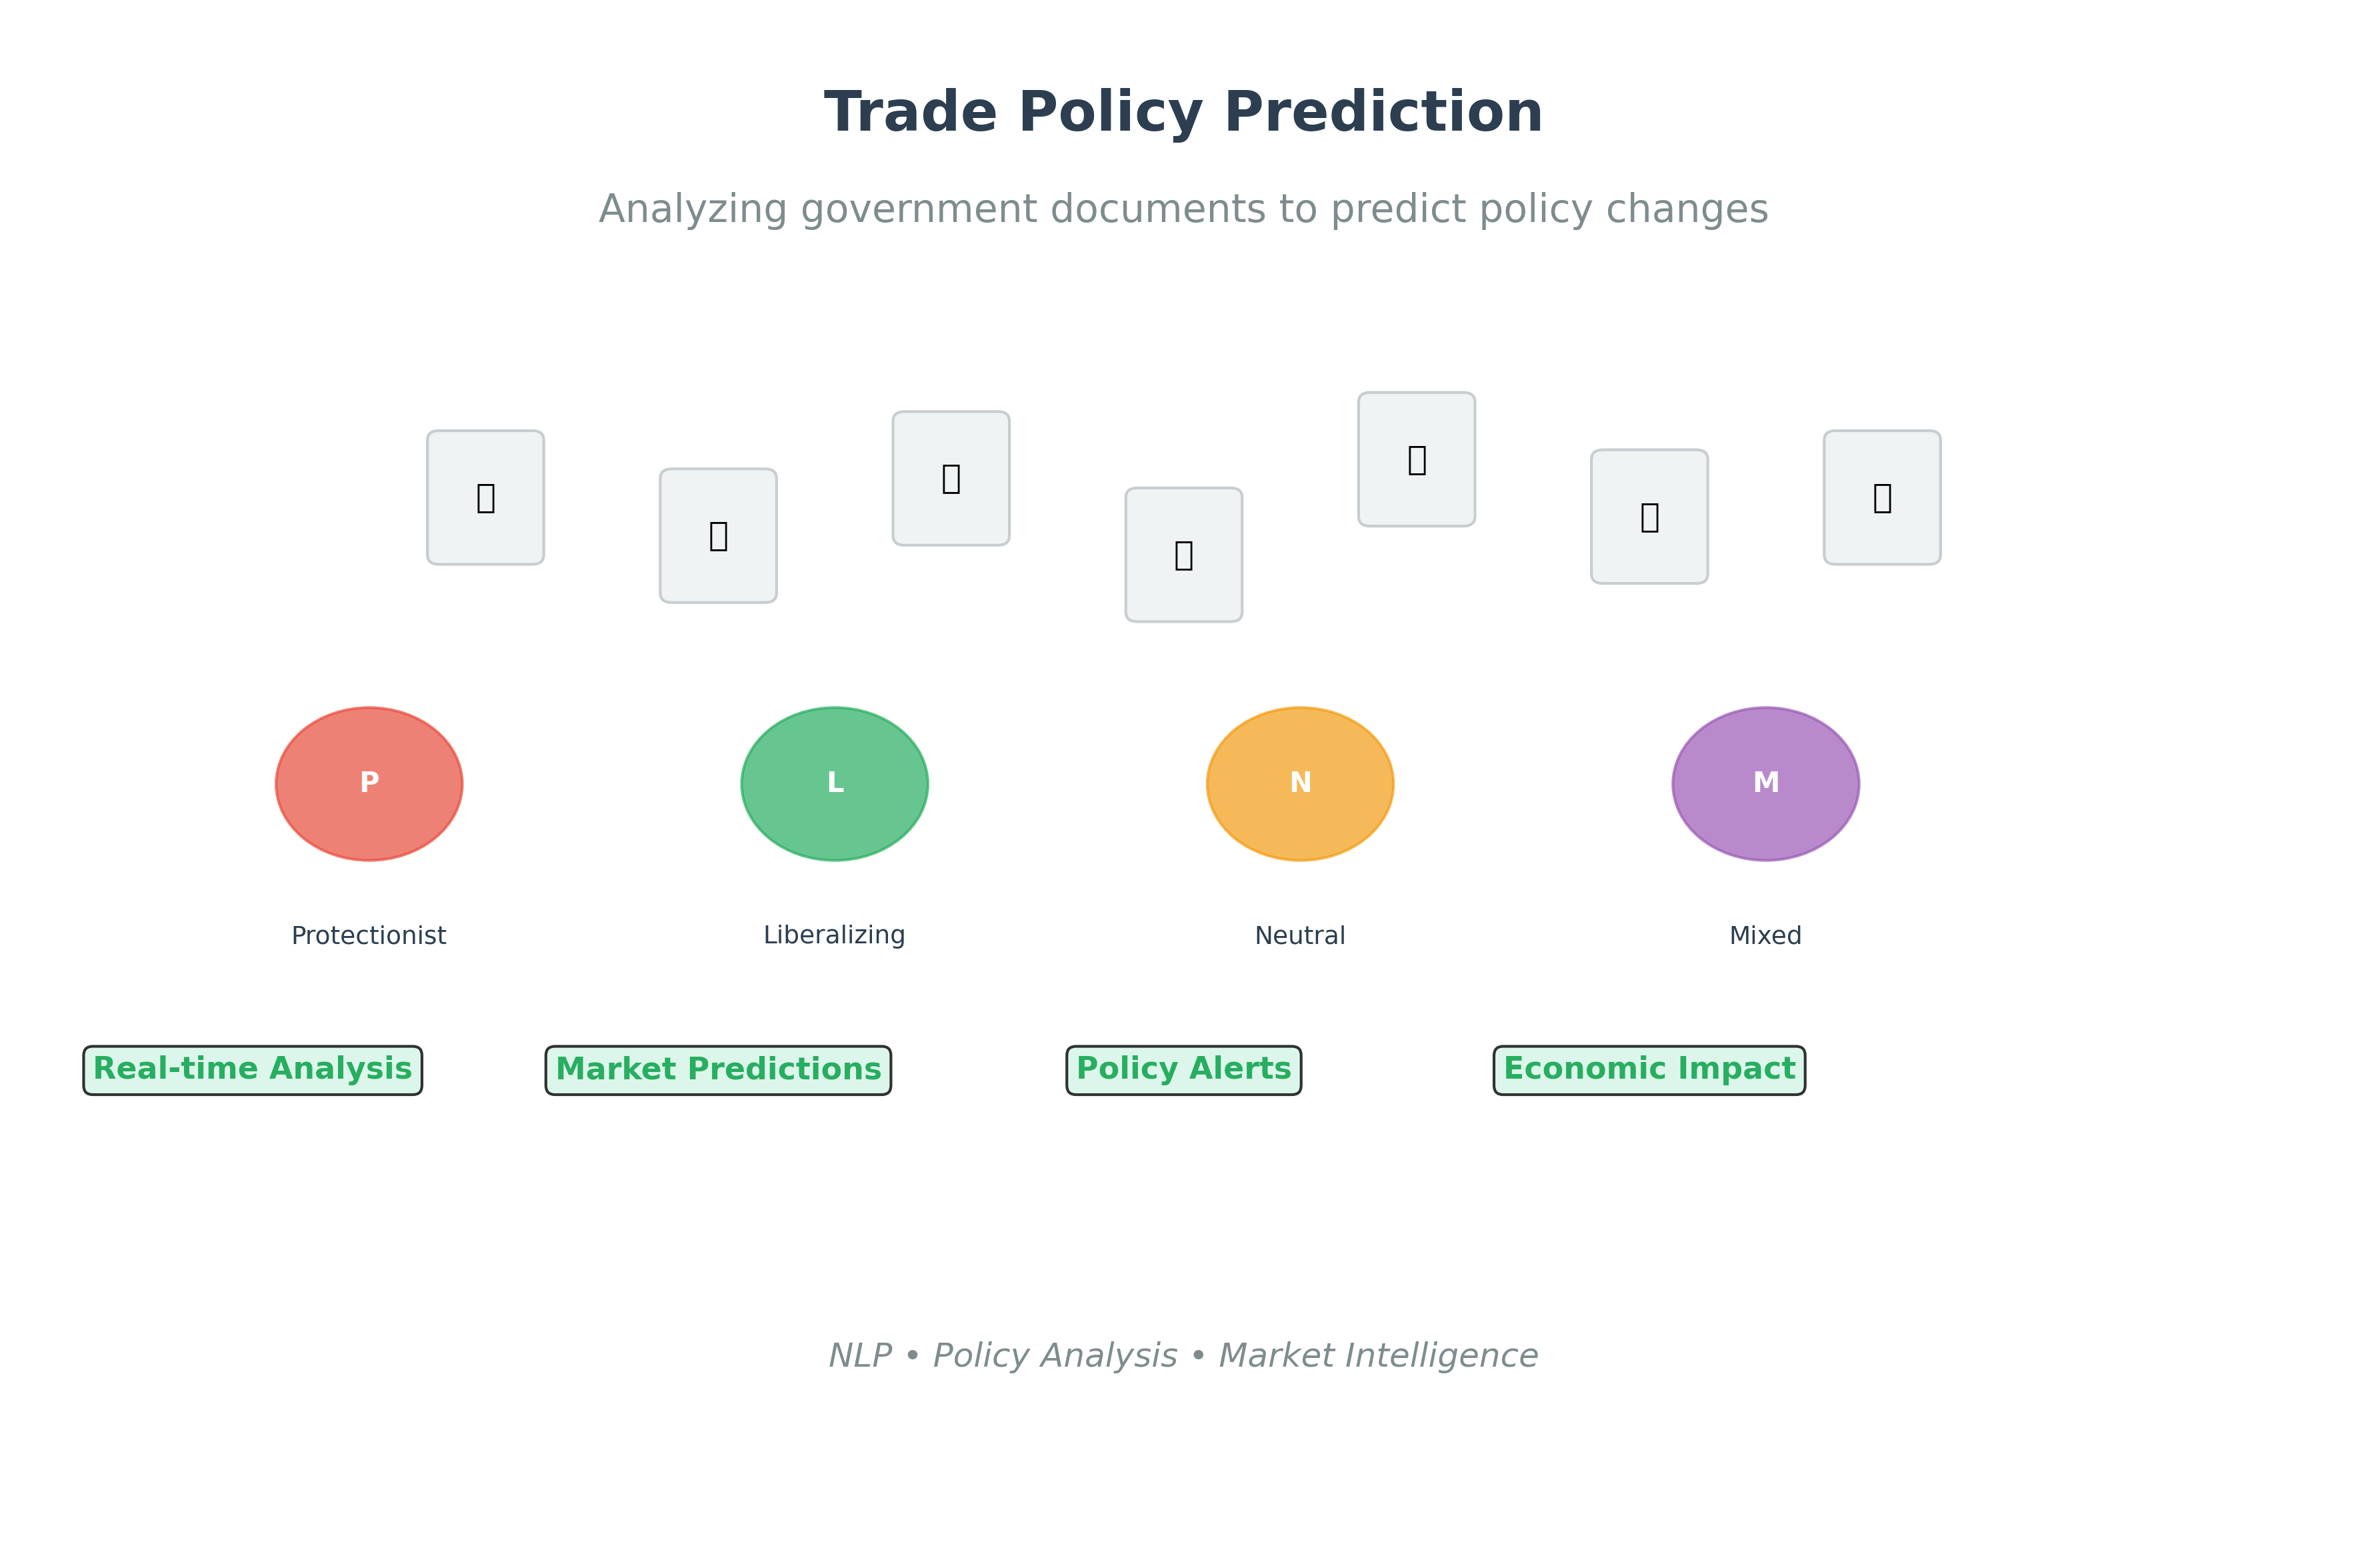 Trade Policy Prediction
Analyzing government documents to predict policy changes
P L N M
Protectionist Liberalizing Neutral Mixed
Real-time Analysis Market Predictions Policy Alerts Economic Impact
NLP • Policy Analysis • Market Intelligence